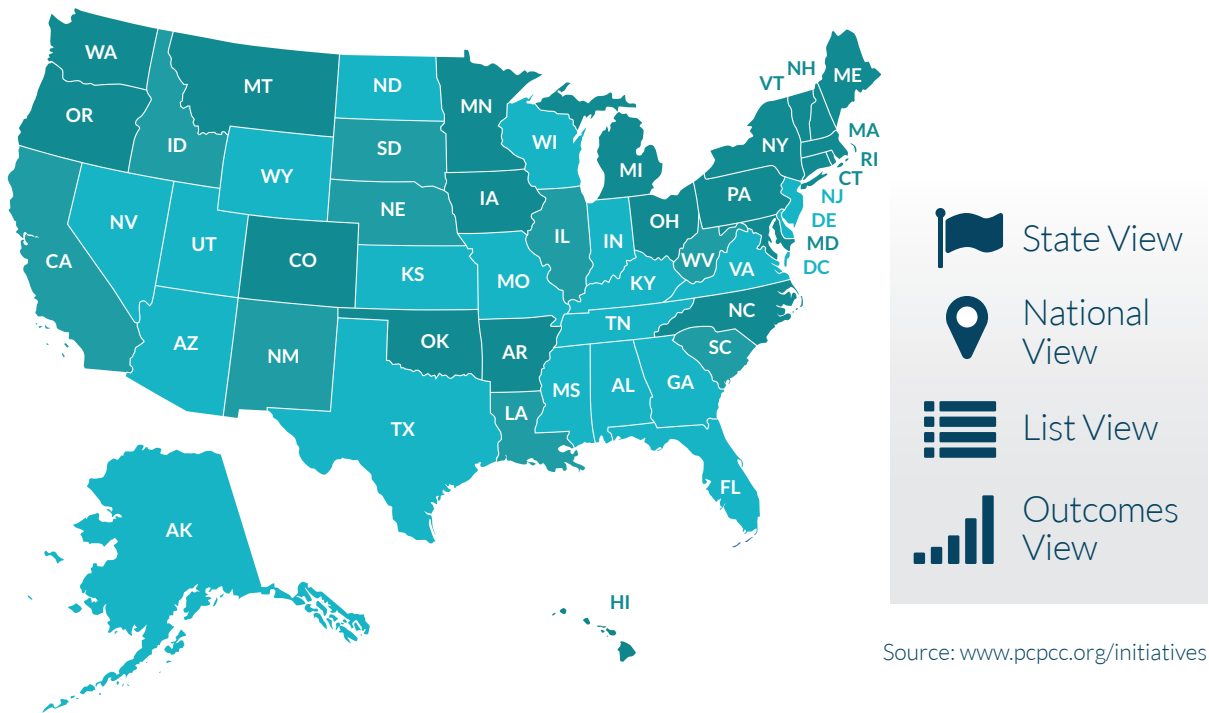 WA
MT
ND
MN
VT
NH
ME
OR
ID
SD
WI
MI
NY
MA
RI
CT
WY
NE
IA
PA
NJ
NV
UT
CO
IL
IN
OH
DE
MD
DC
CA
KS
MO
KY
WV
VA
AZ
NM
OK
AR
TN
NC
SC
TX
LA
MS
AL
GA
FL
AK
HI
State View
National
View
List View
Outcomes
View
Source: www.pcpcc.org/initiatives